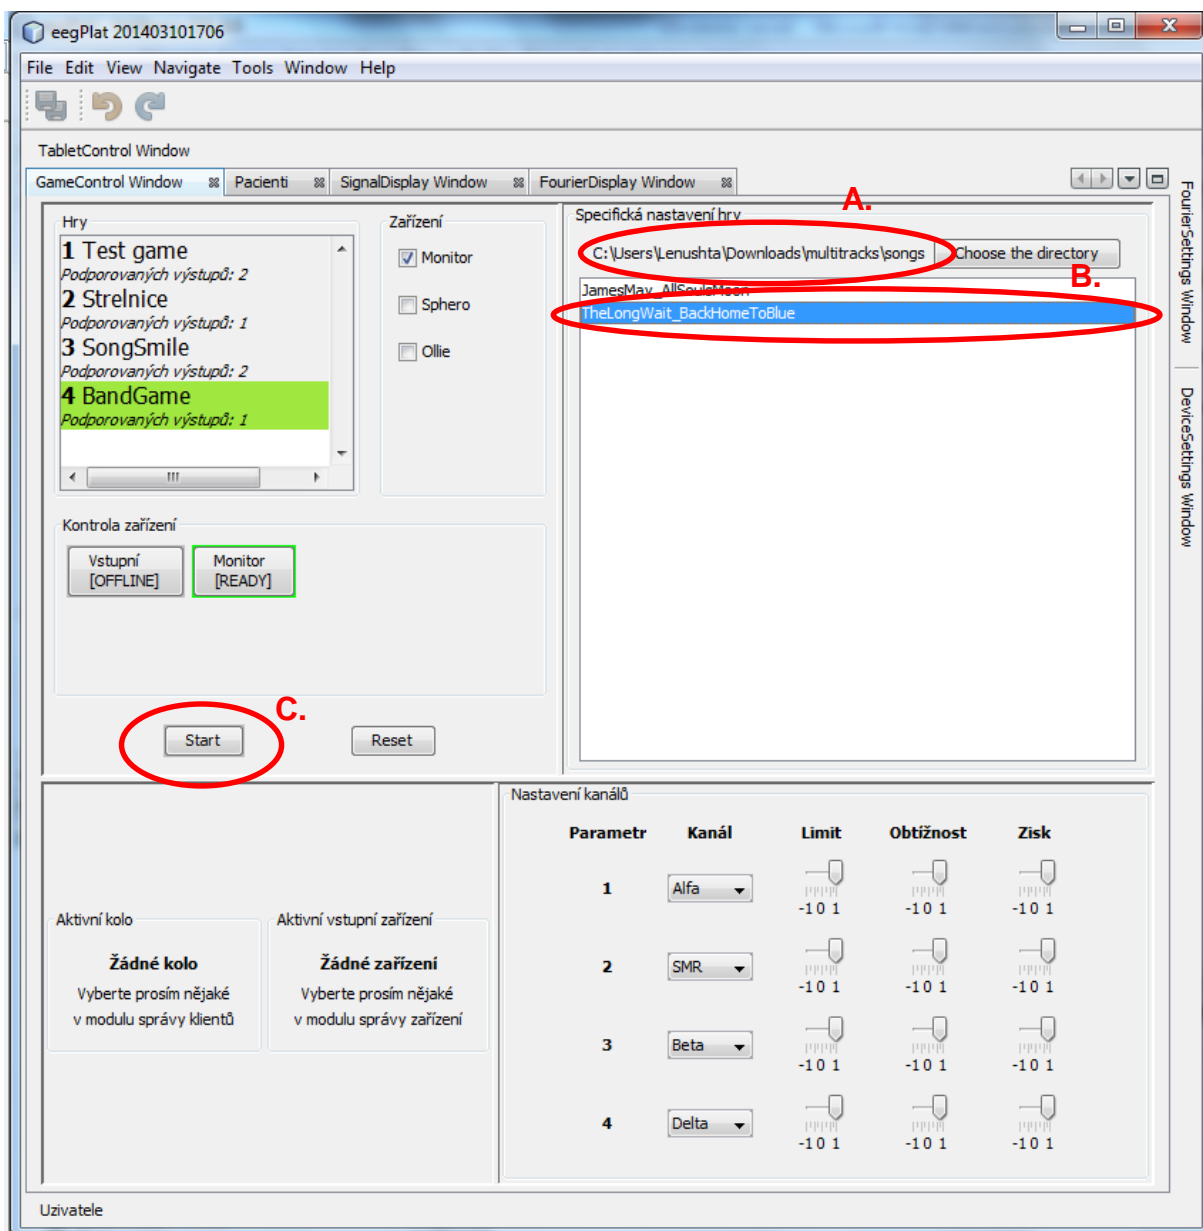 eegPlat 201403101706
File Edit View Navigate Tools Window Help
TabletControl Window
GameControl Window
Pacienti
SignalDisplay Window
FourierDisplay Window
Hry
1 Test game
Podporovaných výstupů: 2
2 Strelnice
Podporovaných výstupů: 1
3 SongSmile
Podporovaných výstupů: 2
4 BandGame
Podporovaných výstupů: 1
Zařízení
Monitor
Sphero
Ollie
Kontrola zařízení
Vstupní
[OFFLINE]
Monitor
[READY]
C.
Start
Reset
A.
Specifická nastavení hry
C:\Users\Lenushta\Downloads\multitracks\songs
Choose the directory
B.
JamesMay_AllSoulsMoon
TheLongWait_BackHomeToBlue
FourierSettings Window
DeviceSettings Window
Aktivní kolo
Žádné kolo
Vyberte prosím nějaké
v modulu správy klientů
Aktivní vstupní zařízení
Žádné zařízení
Vyberte prosím nějaké
v modulu správy zařízení
Nastavení kanálů
Parametr Kanál Limit Obtížnost Zisk
1 Alfa
-1 0 1 -1 0 1 -1 0 1
2 SMR
-1 0 1 -1 0 1 -1 0 1
3 Beta
-1 0 1 -1 0 1 -1 0 1
4 Delta
-1 0 1 -1 0 1 -1 0 1
Uzivatele